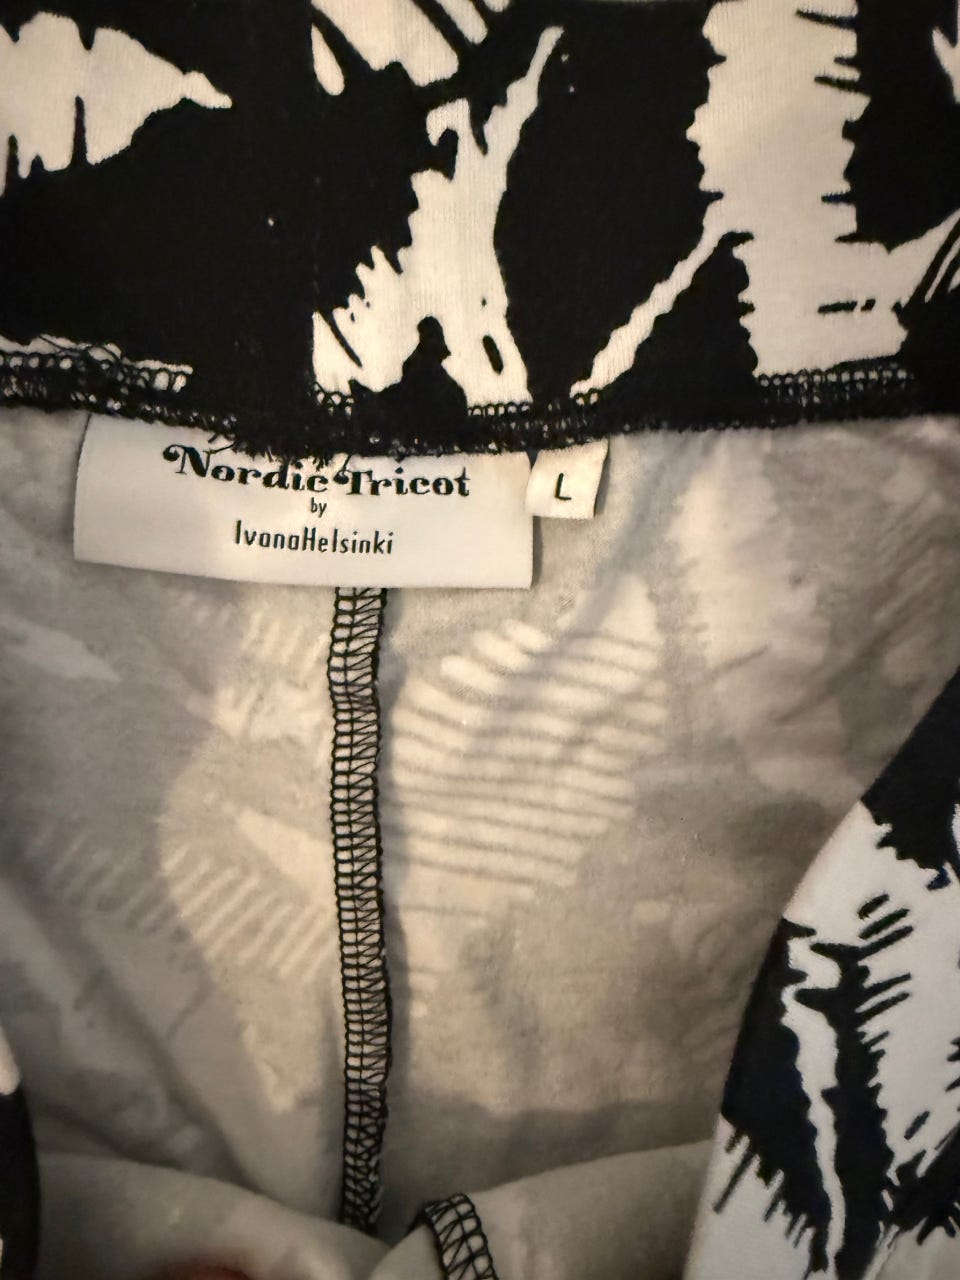 Nordic Tricot
by
IvanaHelsinki
L